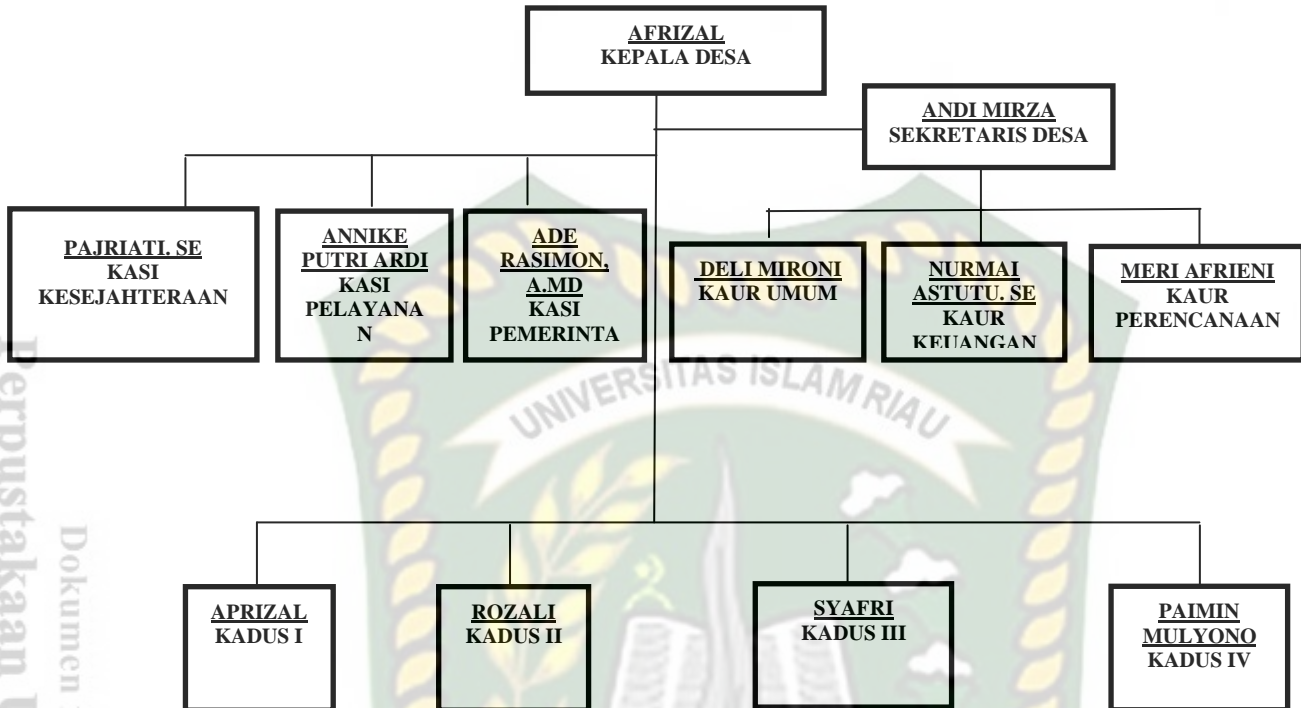 AFRIZAL
KEPALA DESA
ANDI MIRZA
SEKRETARIS DESA
PAJRIATI. SE
KASI
KESEJAHTERAAN
ANNIKE
PUTRI ARDI
KASI
PELAYANA
N
ADE
RASIMON,
A.MD
KASI
PEMERINTA
DELI MIRONI
KAUR UMUM
NURMAI
ASTUTU. SE
KAUR
KEUANGAN
MERI AFRIENI
KAUR
PERENCANAAN
UNIVERSITAS ISLAM RIAU
APRIZAL
KADUS I
ROZALI
KADUS II
SYAFRI
KADUS III
PAIMIN
MULYONO
KADUS IV
Perpustakaan U
Dokumen